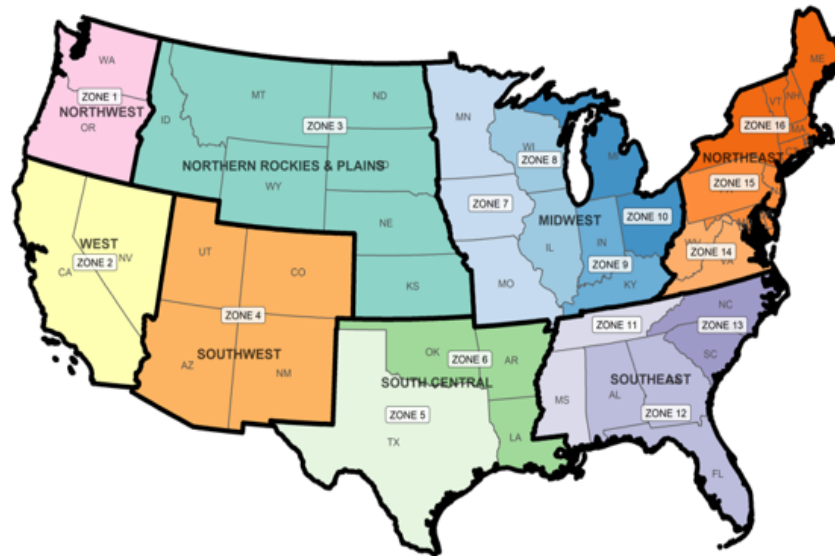 WA
ZONE 1
NORTHWEST
OR
ID
MT
ND
ZONE 3
NORTHERN ROCKIES & PLAINS
WY
NE
KS
MN
WI
ZONE 8
MI
ZONE 7
MIDWEST
ZONE 10
IL
IN
ZONE 9
MO
KY
ME
VT
NH
ZONE 16
MA
NORTHEAST
ZONE 15
ZONE 14
WEST
NV
CA
ZONE 2
UT
CO
ZONE 4
SOUTHWEST
AZ
NM
OK
ZONE 6
AR
SOUTH CENTRAL
ZONE 5
TX
LA
ZONE 11
NC
ZONE 13
SC
SOUTHEAST
MS
AL
ZONE 12
FL